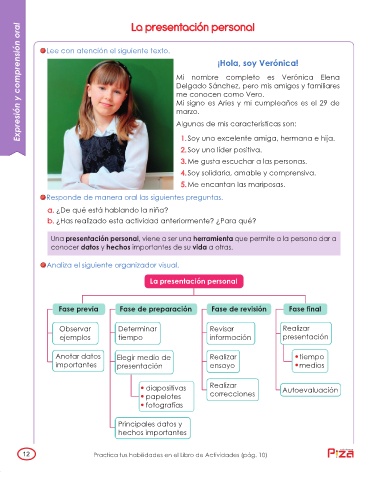 Expresión y comprensión oral
La presentación personal
Lee con atención el siguiente texto.
¡Hola, soy Verónica!
Mi nombre completo es Verónica Elena
Delgado Sánchez, pero mis amigos y familiares
me conocen como Vero.
Mi signo es Aries y mi cumpleaños es el 29 de
marzo.
Algunos de mis características son:
1. Soy una excelente amiga, hermana e hija.
2. Soy una líder positiva.
3. Me gusta escuchar a las personas.
4. Soy solidaria, amable y comprensiva.
5. Me encantan las mariposas.
Responde de manera oral las siguientes preguntas.
a. ¿De qué está hablando la niña?
b. ¿Has realizado esta actividad anteriormente? ¿Para qué?
Una presentación personal, viene a ser una herramienta que permite a la persona dar a
conocer datos y hechos importantes de su vida a otras.
Analiza el siguiente organizador visual.
La presentación personal
Fase previa
Fase de preparación
Fase de revisión
Fase final
Observar
ejemplos
Determinar
tiempo
Revisar
información
Realizar
presentación
Anotar datos
importantes
Elegir medio de
presentación
Realizar
ensayo
• tiempo
• medios
• diapositivas
• papelotes
• fotografías
Realizar
correcciones
Autoevaluación
Principales datos y
hechos importantes
12
Practica tus habilidades en el Libro de Actividades (pág. 10)